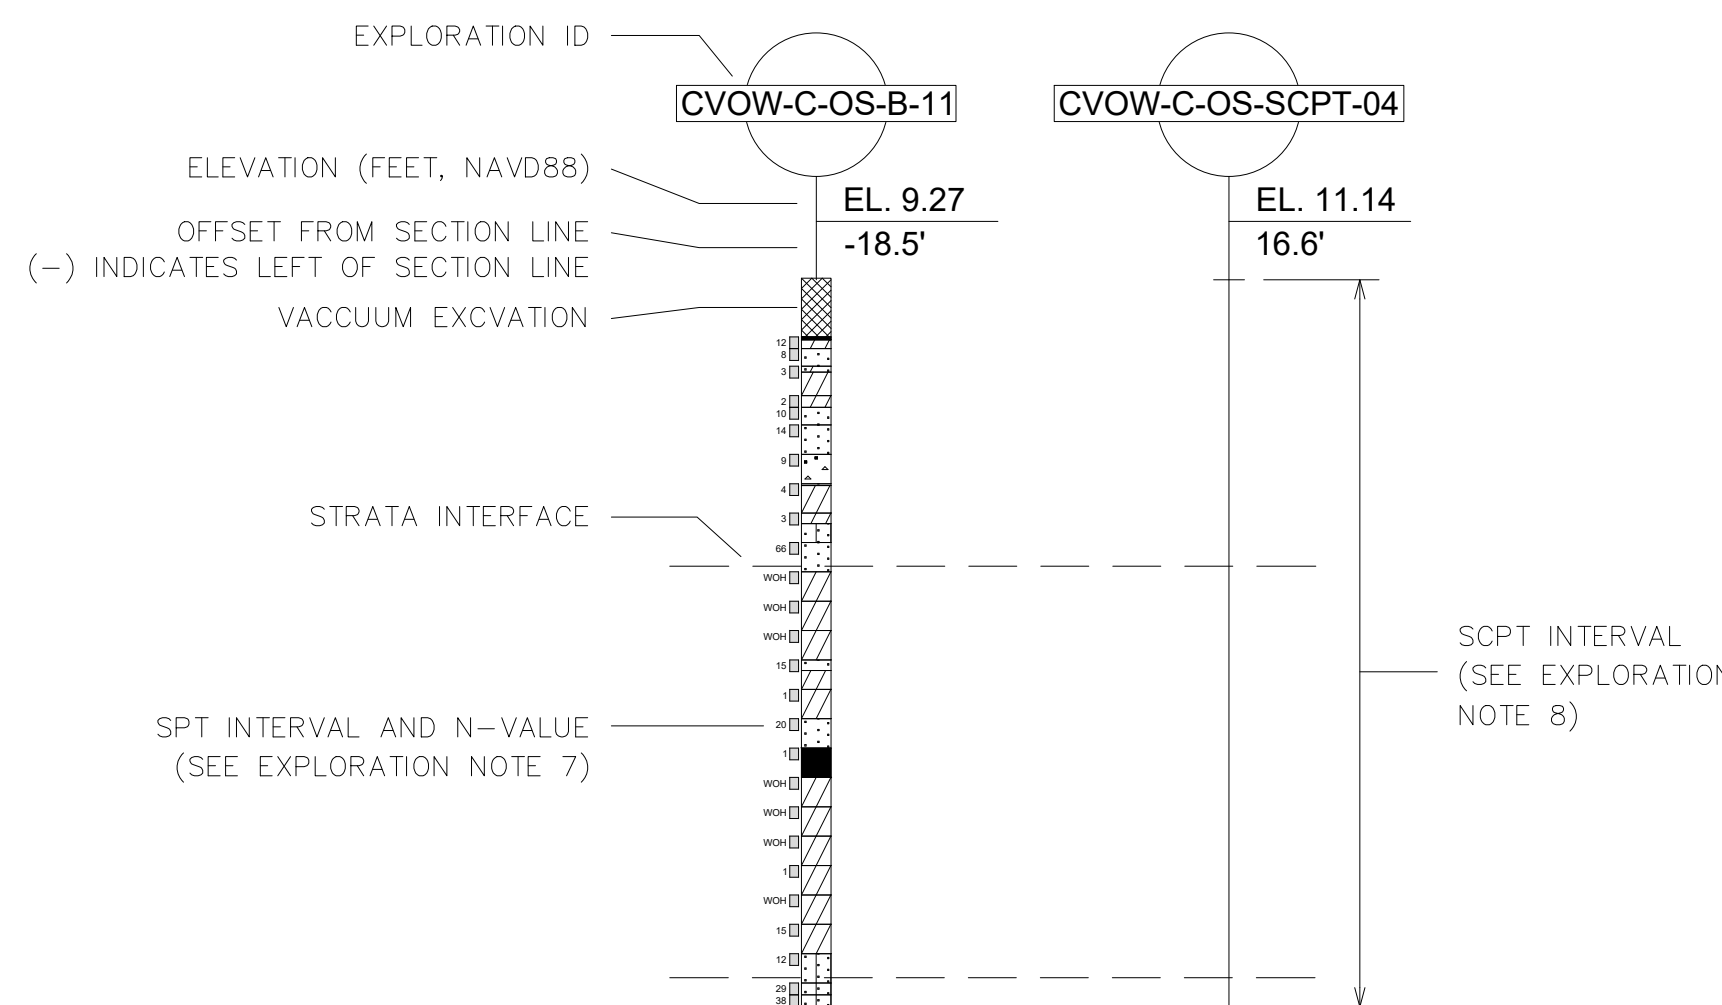 EXPLORATION ID
CVOW-C-OS-B-11
CVOW-C-OS-SCPT-04
ELEVATION (FEET, NAVD88)
EL. 9.27
EL. 11.14
OFFSET FROM SECTION LINE
(-) INDICATES LEFT OF SECTION LINE
-18.5'
16.6'
VACCUUM EXCVATION
12
8
3
2
10
14
9
4
3
STRATA INTERFACE
66
WOH
WOH
WOH
15
1
SCPT INTERVAL
(SEE EXPLORATION
NOTE 8)
SPT INTERVAL AND N-VALUE
(SEE EXPLORATION NOTE 7)
20
1
WOH
WOH
WOH
1
WOH
15
12
29
38